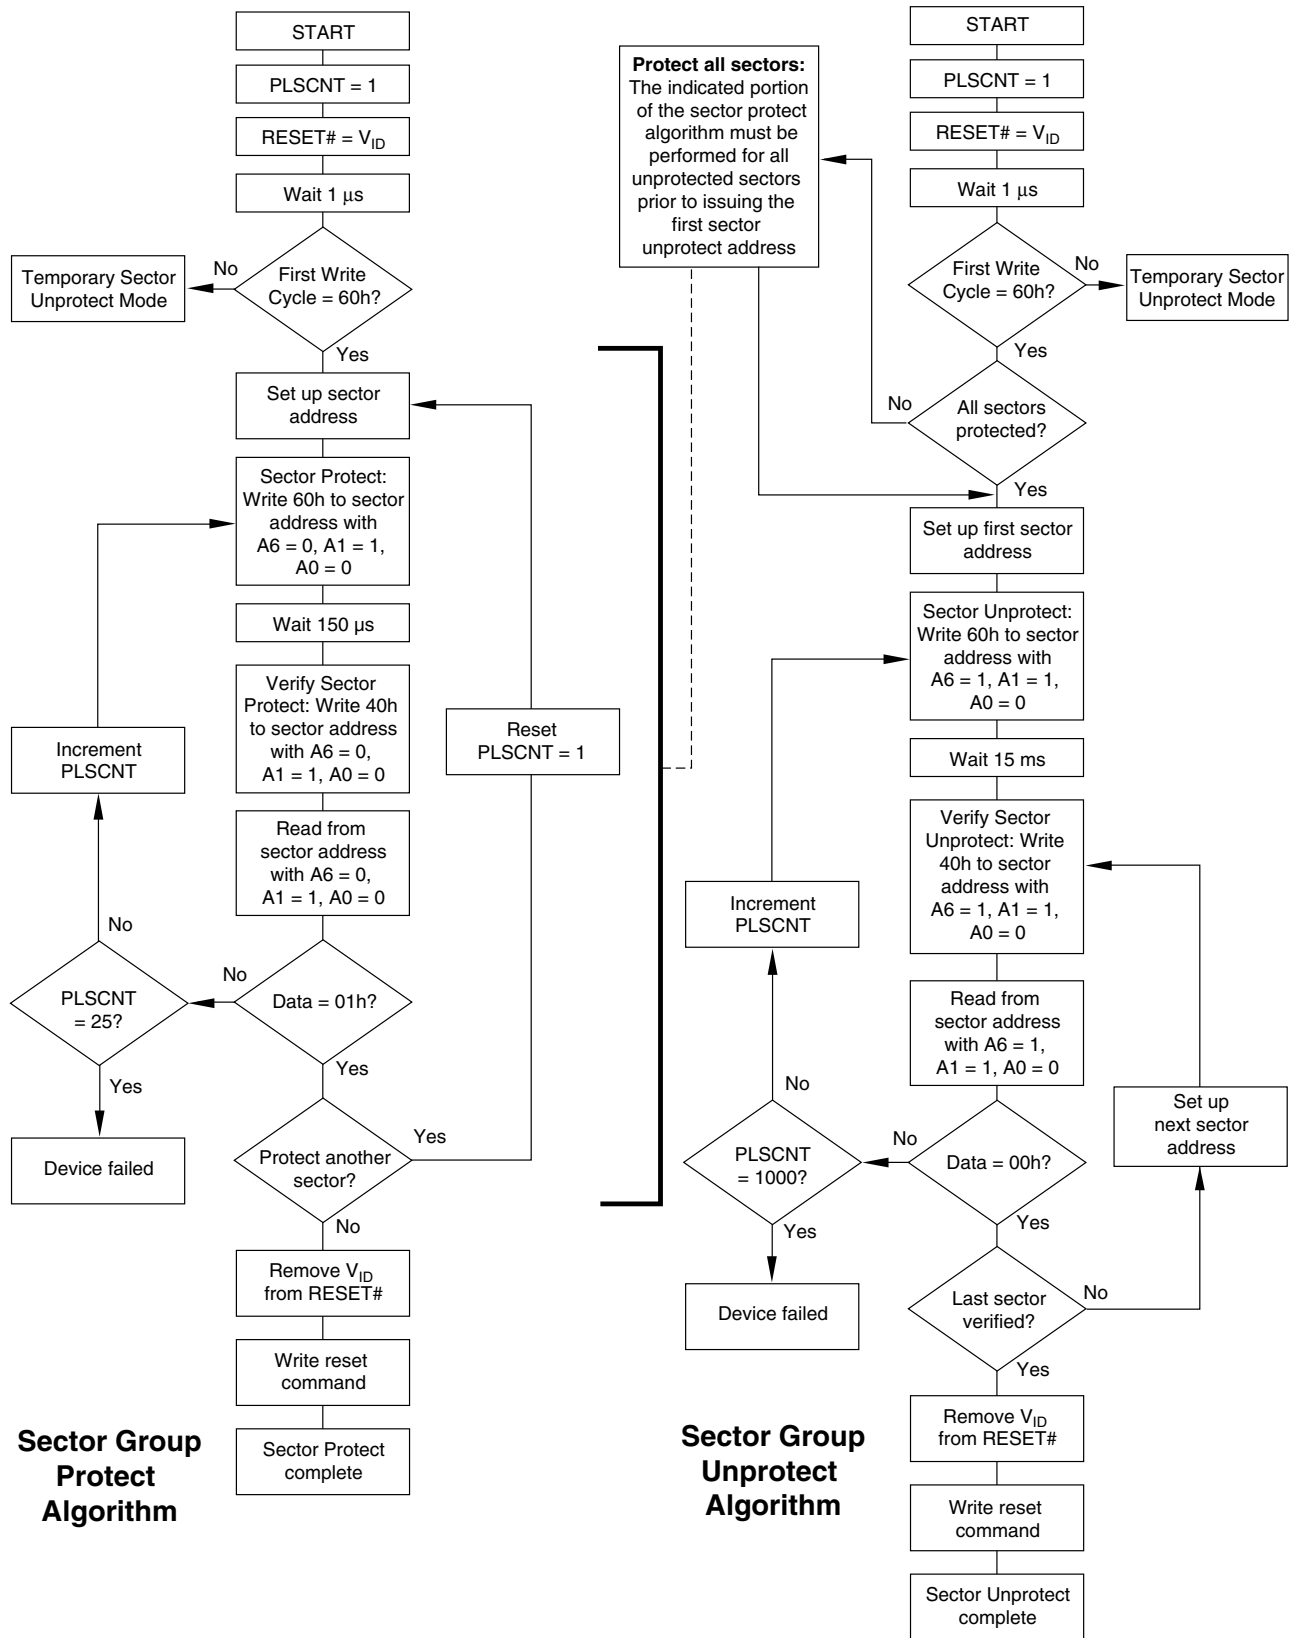 START
PLSCNT = 1
RESET# = VID
Wait 1 µs
First Write
Cycle = 60h?
No
Temporary Sector
Unprotect Mode
Yes
Set up sector
address
Sector Protect:
Write 60h to sector
address with
A6 = 0, A1 = 1,
A0 = 0
Wait 150 µs
Verify Sector
Protect: Write 40h
to sector address
with A6 = 0,
A1 = 1, A0 = 0
Reset
PLSCNT = 1
Increment
PLSCNT
Read from
sector address
with A6 = 0,
A1 = 1, A0 = 0
No
No
Data = 01h?
PLSCNT
= 25?
Yes
Yes
Device failed
Protect another
sector?
Yes
No
Remove VID
from RESET#
Write reset
command
Sector Protect
complete
Sector Group
Protect
Algorithm
Protect all sectors:
The indicated portion
of the sector protect
algorithm must be
performed for all
unprotected sectors
prior to issuing the
first sector
unprotect address
START
PLSCNT = 1
RESET# = VID
Wait 1 µs
First Write
Cycle = 60h?
No
Temporary Sector
Unprotect Mode
Yes
No
All sectors
protected?
Yes
Set up first sector
address
Sector Unprotect:
Write 60h to sector
address with
A6 = 1, A1 = 1,
A0 = 0
Wait 15 ms
Verify Sector
Unprotect: Write
40h to sector
address with
A6 = 1, A1 = 1,
A0 = 0
Increment
PLSCNT
Read from
sector address
with A6 = 1,
A1 = 1, A0 = 0
Set up
next sector
address
No
No
Data = 00h?
PLSCNT
= 1000?
Yes
Yes
Device failed
Last sector
verified?
No
Yes
Remove VID
from RESET#
Write reset
command
Sector Unprotect
complete
Sector Group
Unprotect
Algorithm